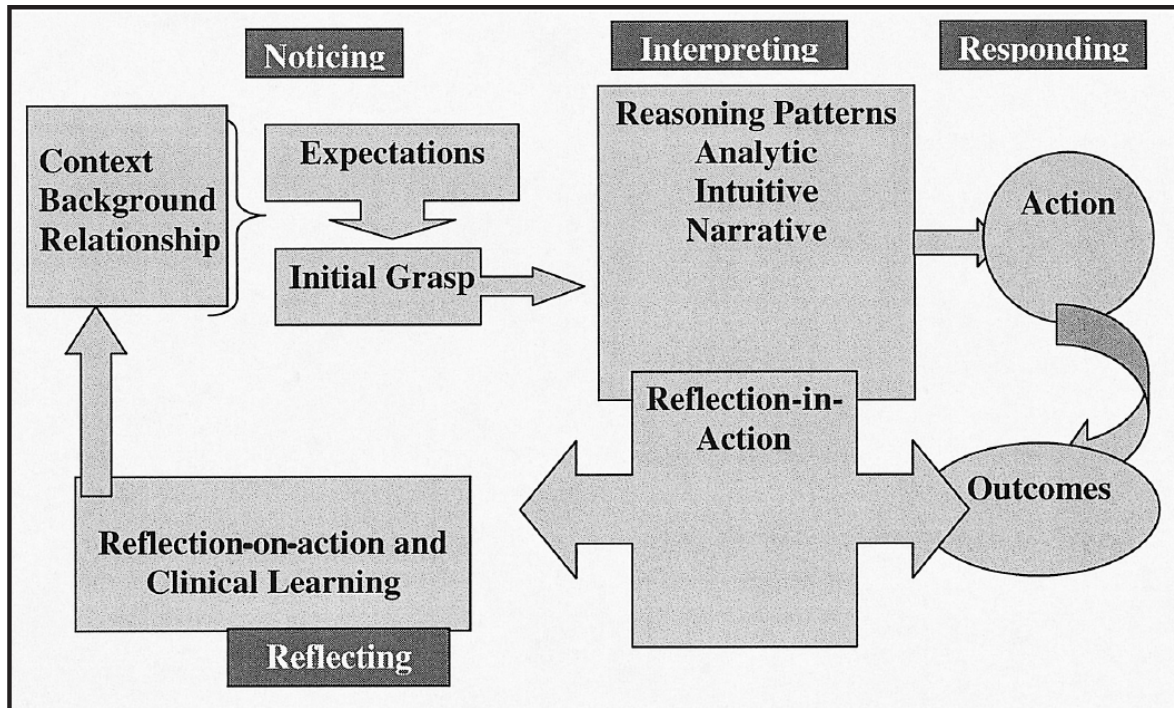 Noticing
Interpreting
Responding
Context
Background
Relationship
Expectations
Initial Grasp
Reasoning Patterns
Analytic
Intuitive
Narrative
Action
Reflection-in-
Action
Outcomes
Reflection-on-action and
Clinical Learning
Reflecting